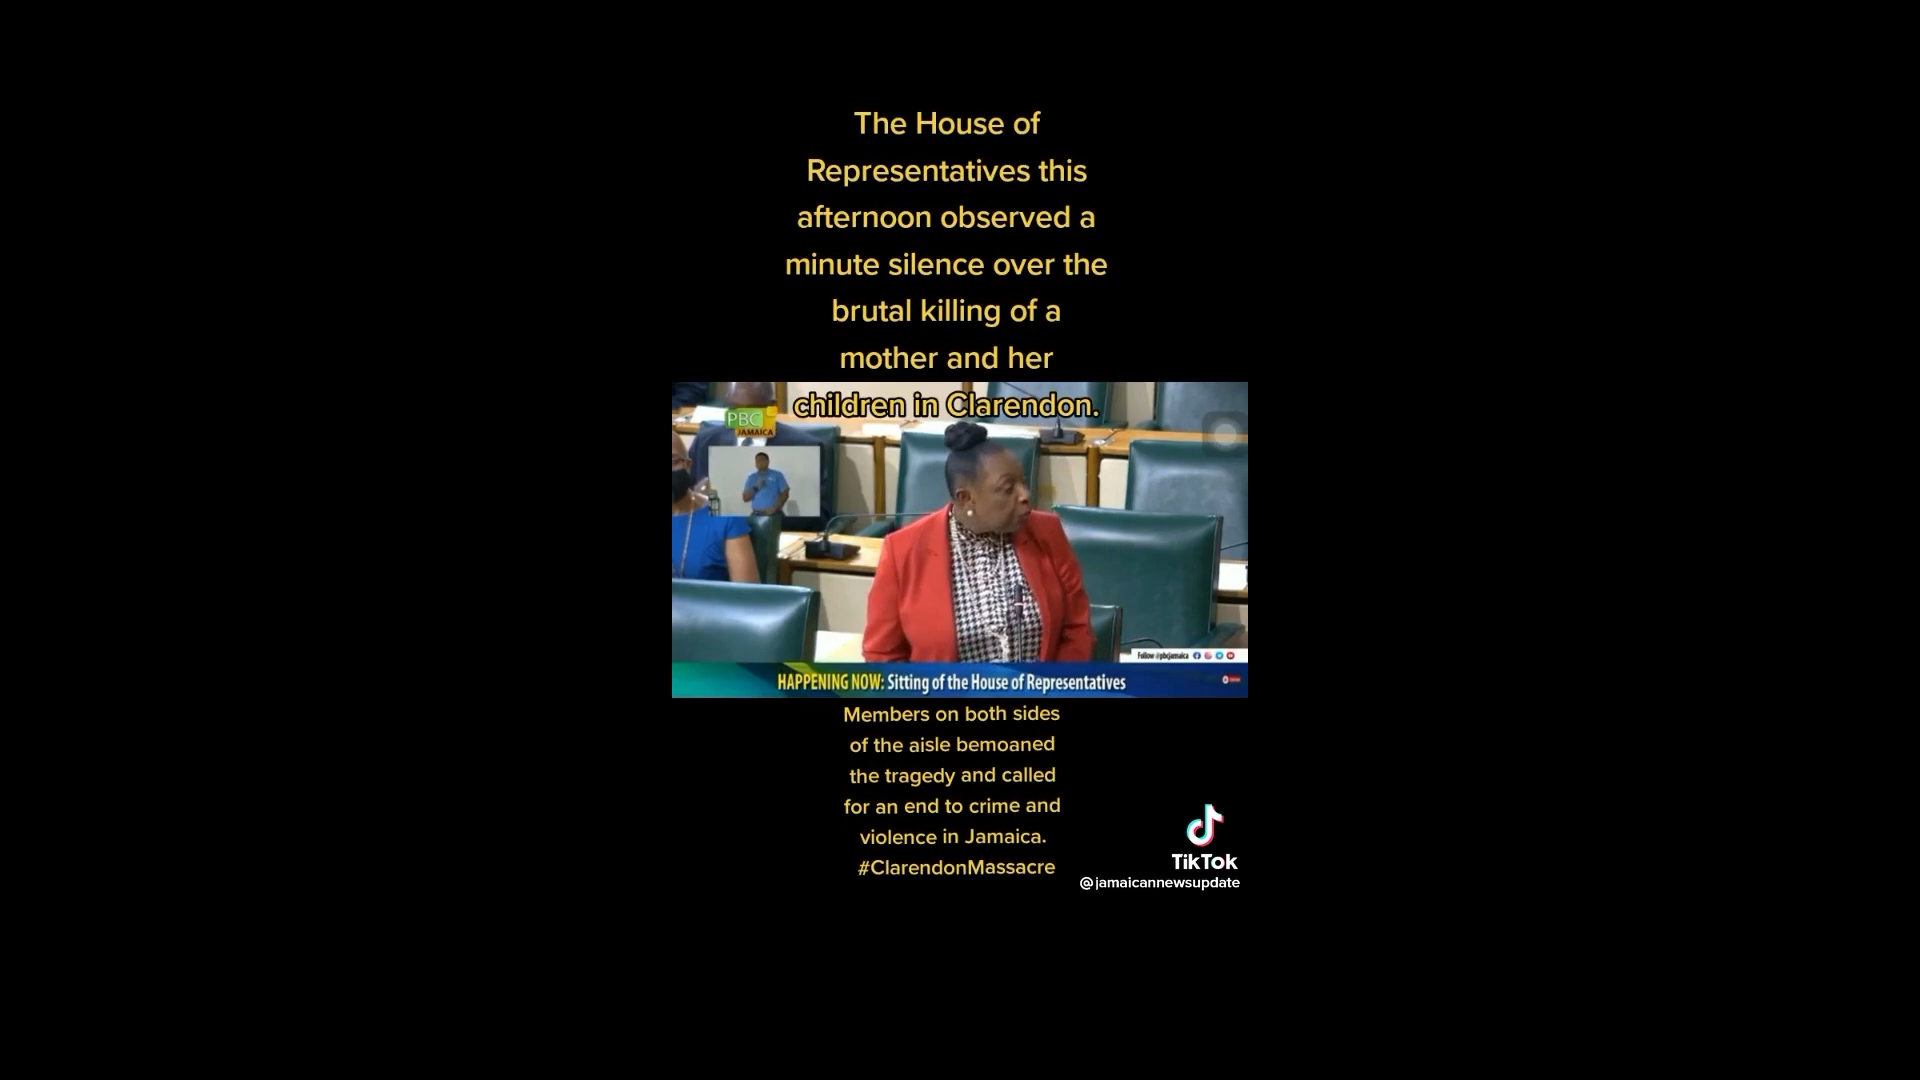 The House of
Representatives this
afternoon observed a
minute silence over the
brutal killing of a
mother and her
children in Clarendon.
PBC
JAMAICA
Follow @pbcjamaica
HAPPENING NOW: Sitting of the House of Representatives
Members on both sides
of the aisle bemoaned
the tragedy and called
for an end to crime and
violence in Jamaica.
#ClarendonMassacre
TikTok
@jamaicannewsupdate